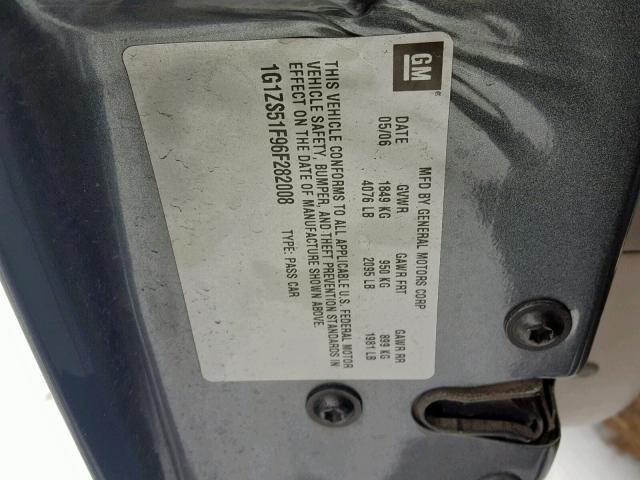 GM
MFD BY GENERAL MOTORS CORP
DATE GVWR GAWR FRT GAWR RR
05/06 1849 KG 950 KG 899 KG
4076 LB 2095 LB 1981 LB
THIS VEHICLE CONFORMS TO ALL APPLICABLE U.S. FEDERAL MOTOR
VEHICLE SAFETY, BUMPER, AND THEFT PREVENTION STANDARDS IN
EFFECT ON THE DATE OF MANUFACTURE SHOWN ABOVE.
1G1ZS51F96F282008 TYPE: PASS CAR